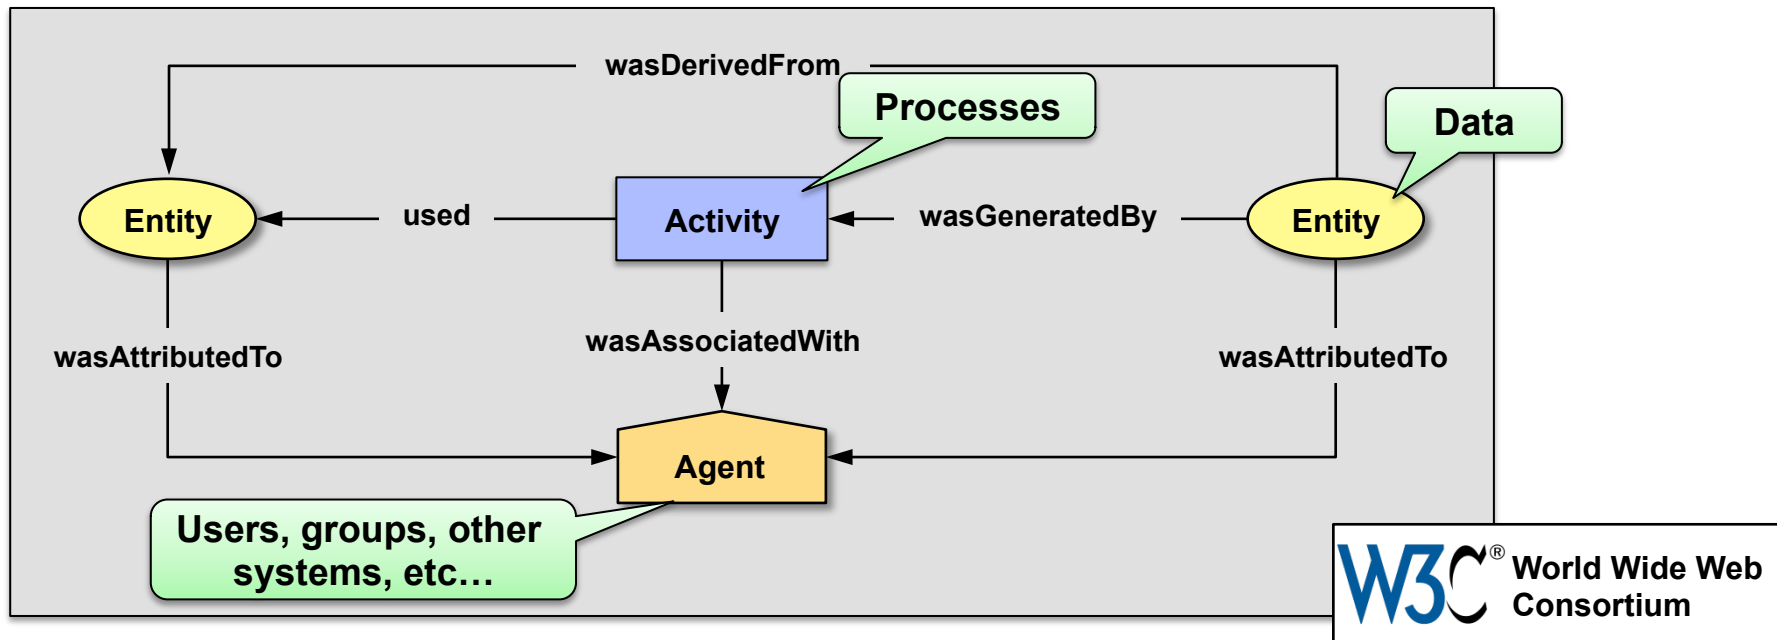 wasDerivedFrom
Processes
Data
Entity
used
Activity
wasGeneratedBy
Entity
wasAttributedTo
wasAssociatedWith
wasAttributedTo
Agent
Users, groups, other
systems, etc…
W3C®
World Wide Web
Consortium